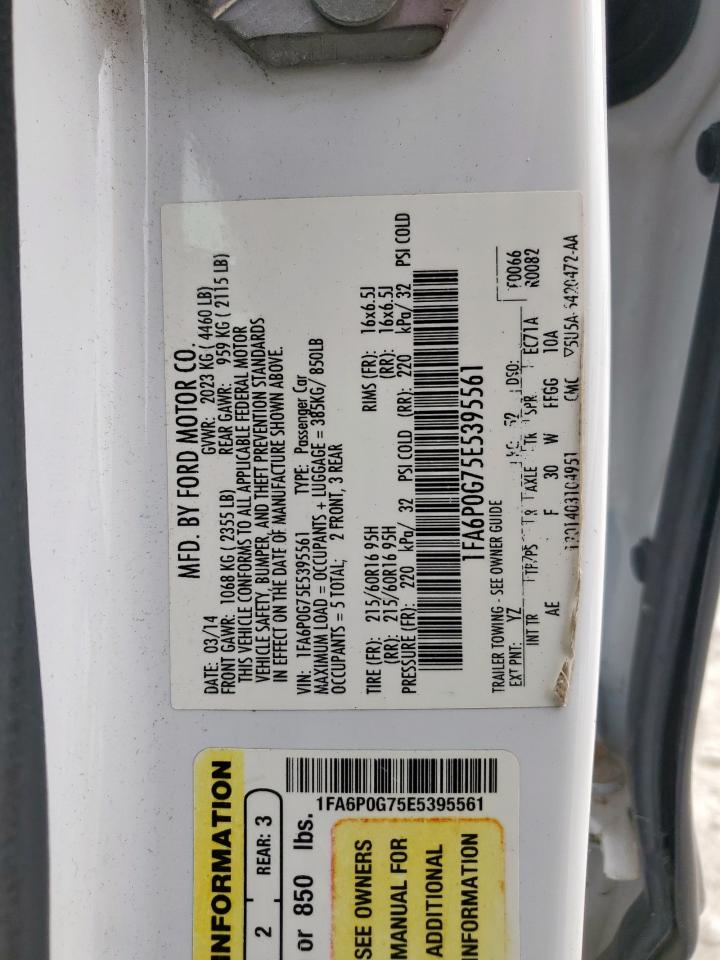 MFD. BY FORD MOTOR CO.
DATE: 03/14 GVWR: 2023 KG ( 4460 LB)
FRONT GAWR: 1068 KG ( 2355 LB) REAR GAWR: 959 KG ( 2115 LB)
THIS VEHICLE CONFORMS TO ALL APPLICABLE FEDERAL MOTOR
VEHICLE SAFETY, BUMPER, AND THEFT PREVENTION STANDARDS
IN EFFECT ON THE DATE OF MANUFACTURE SHOWN ABOVE.
VIN: 1FA6P0G75E5395561 TYPE: Passenger Car
MAXIMUM LOAD = OCCUPANTS + LUGGAGE = 385KG/ 850LB
OCCUPANTS = 5 TOTAL: 2 FRONT, 3 REAR
TIRE (FR): 215/60R16 95H RIMS (FR): 16x6.5J
(RR): 215/60R16 95H (RR): 16x6.5J
PRESSURE (FR): 220 kPa/ 32 PSI COLD (RR): 220 kPa/ 32 PSI COLD
1FA6P0G75E5395561
TRAILER TOWING - SEE OWNER GUIDE
EXT PNT: YZ DSO: F0066
INT TR TP/PS R AXLE TR SPR EC71A R0082
AE F 30 W FFGG 10A
CMC
1FA6P0G75E5395561
INFORMATION
2 REAR: 3
or 850 lbs.
SEE OWNERS
MANUAL FOR
ADDITIONAL
INFORMATION